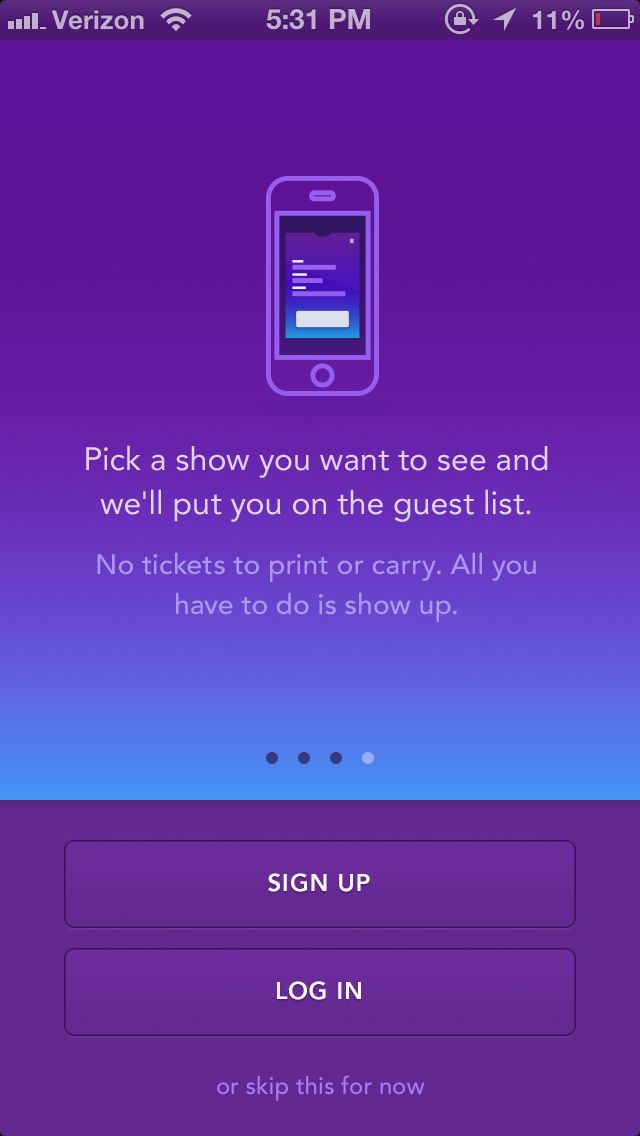 Verizon 5:31 PM 11%
Pick a show you want to see and
we'll put you on the guest list.
No tickets to print or carry. All you
have to do is show up.
SIGN UP
LOG IN
or skip this for now